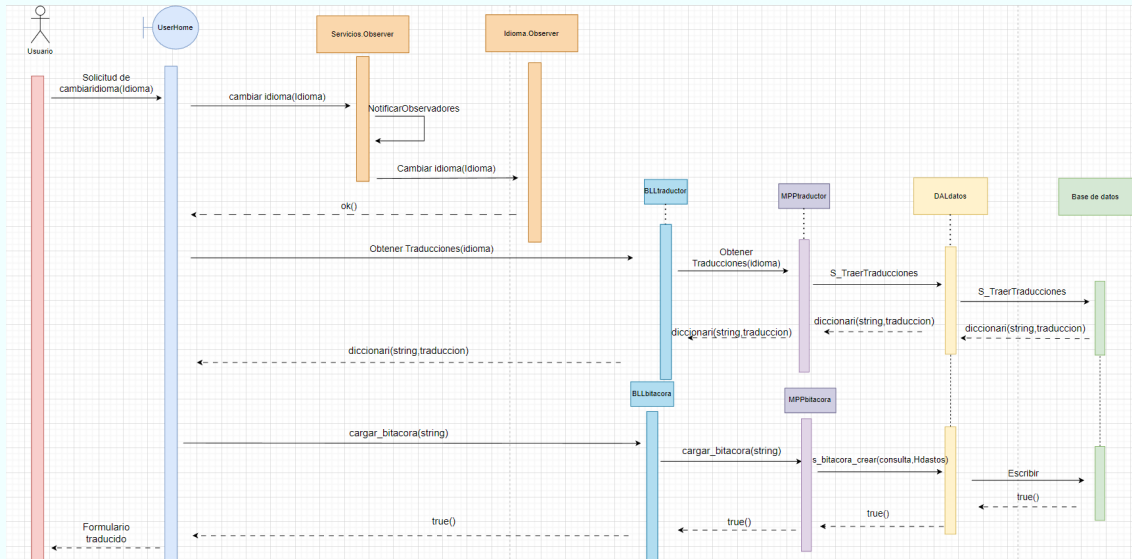 Usuario
UserHome
Servicios.Observer
Idioma.Observer
Solicitud de
cambiaridioma(Idioma)
cambiar idioma(Idioma)
NotificarObservadores
Cambiar idioma(Idioma)
BLLtraductor
MPPtraductor
DALdatos
Base de datos
ok()
Obtener Traducciones(idioma)
Obtener
Traducciones(idioma)
S_TraerTraducciones
S_TraerTraducciones
diccionari(string,traduccion)
diccionari(string,traduccion)
diccionari(string,traduccion)
diccionari(string,traduccion)
BLLbitacora
MPPbitacora
cargar_bitacora(string)
cargar_bitacora(string)
s_bitacora_crear(consulta,Hdastos)
Escribir
true()
true()
true()
true()
Formulario
traducido